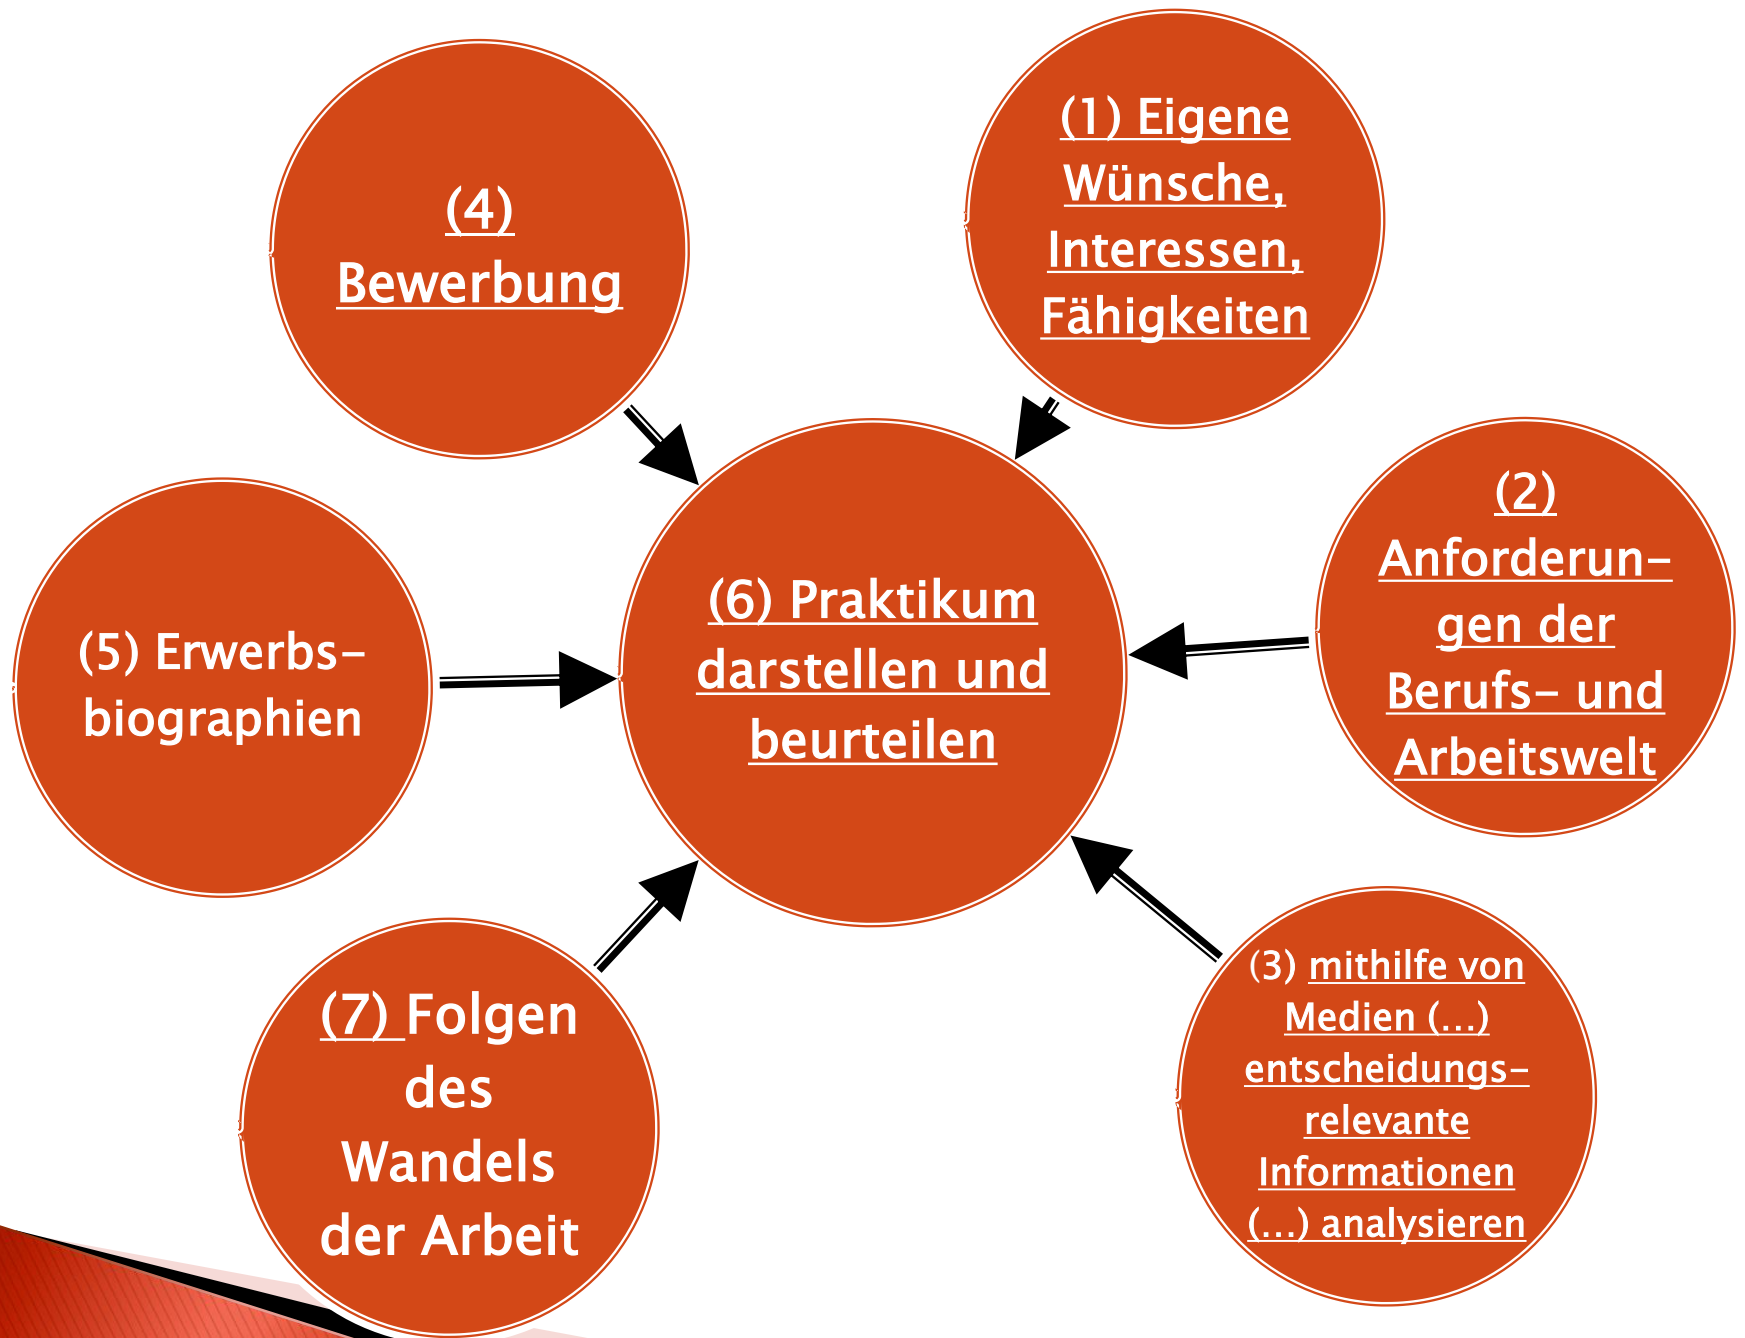 (1) Eigene
Wünsche,
Interessen,
Fähigkeiten
(2)
Anforderun-
gen der
Berufs- und
Arbeitswelt
(3) mithilfe von
Medien (...)
entscheidungs-
relevante
Informationen
(...) analysieren
(4)
Bewerbung
(5) Erwerbs-
biographien
(6) Praktikum
darstellen und
beurteilen
(7) Folgen
des
Wandels
der Arbeit